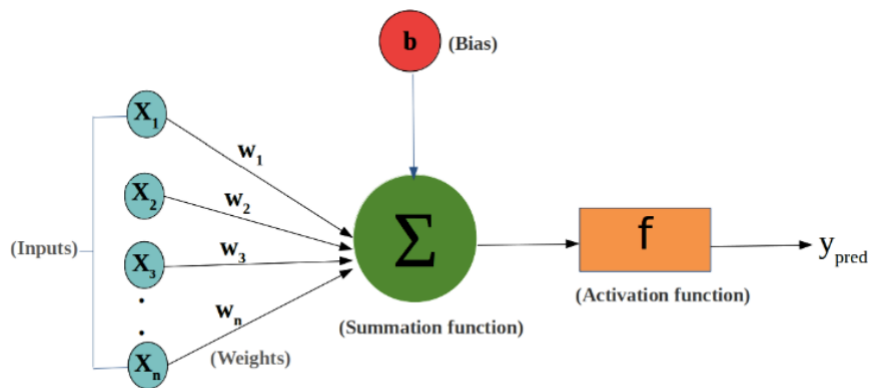 b (Bias)
X1
w1
X2
w2
(Inputs)
w3
X3
Σ
f
ypred
.
.
wn
(Activation function)
(Summation function)
(Weights)
Xn